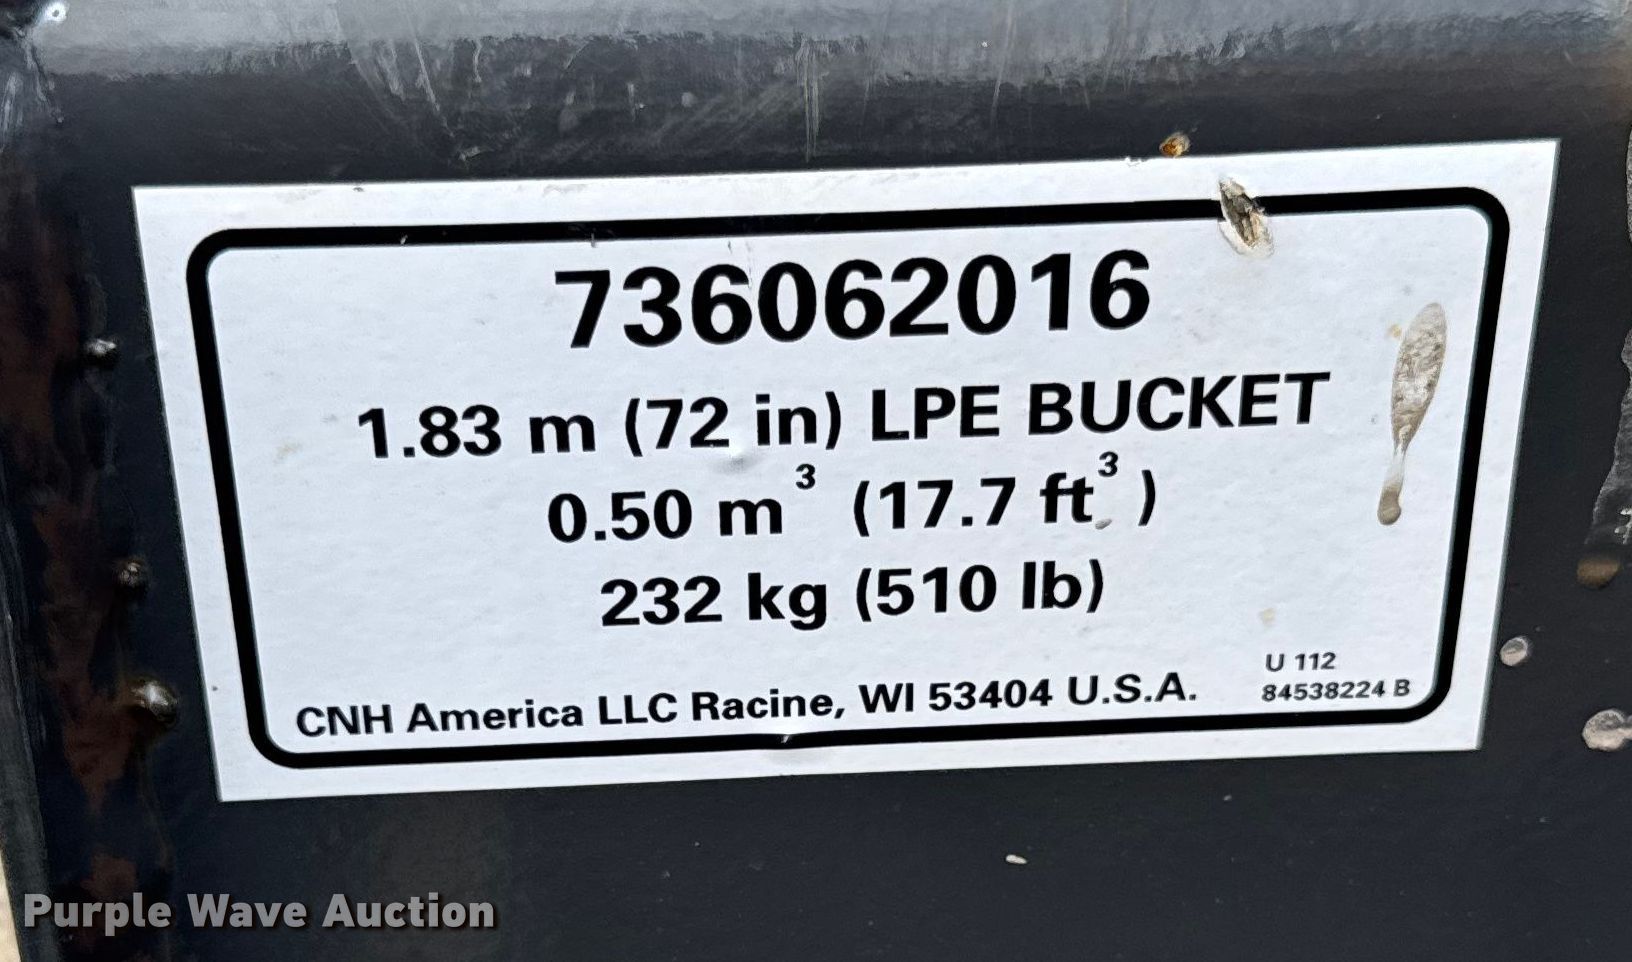 736062016
1.83 m (72 in) LPE BUCKET
0.50 m³ (17.7 ft³)
232 kg (510 lb)
U 112
CNH America LLC Racine, WI 53404 U.S.A.
84538224 B
Purple Wave Auction